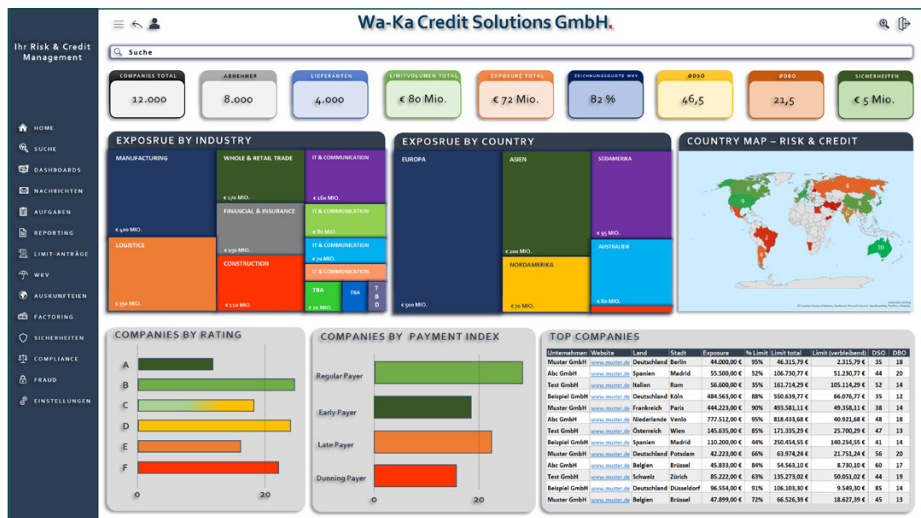 Wa-Ka Credit Solutions GmbH.
Ihr Risk & Credit
Management
Suche
HOME
SUCHE
DASHBOARDS
NACHRICHTEN
AUFGABEN
REPORTING
LIMIT-ANTRÄGE
WKV
AUSKUNFTEIEN
FACTORING
SICHERHEITEN
COMPLIANCE
FRAUD
EINSTELLUNGEN
COMPANIES TOTAL
12.000
ABNEHMER
8.000
LIEFERANTEN
4.000
LIMITVOLUMEN TOTAL
€ 80 Mio.
EXPOSURE TOTAL
€ 72 Mio.
ZEICHNUNGSQUOTE WKV
82 %
ØDSO
46,5
ØDBO
21,5
SICHERHEITEN
€ 5 Mio.
EXPOSRUE BY INDUSTRY
MANUFACTURING
€ 400 MIO.
LOGISTICS
€ 350 MIO.
WHOLE & RETAIL TRADE
€ 170 MIO.
FINANCIAL & INSURANCE
€ 150 MIO.
CONSTRUCTION
€ 110 MIO.
IT & COMMUNICATION
€ 160 MIO.
IT & COMMUNICATION
€ 80 MIO.
IT & COMMUNICATION
€ 70 MIO.
IT & COMMUNICATION
TBA
€ 20 MIO.
TBA
T
B
D
EXPOSRUE BY COUNTRY
EUROPA
€ 500 MIO.
ASIEN
€ 200 MIO.
NORDAMERIKA
€ 70 MIO.
SÜDAMERIKA
€ 95 MIO.
AUSTRALIEN
€ 80 MIO.
COUNTRY MAP – RISK & CREDIT
8
9
4
8
2
10
COMPANIES BY RATING
A
B
C
D
E
F
0 20
COMPANIES BY PAYMENT INDEX
Regular Payer
Early Payer
Late Payer
Dunning Payer
0 20
TOP COMPANIES
Unternehmen Website Land Stadt Exposure % Limit Limit total Limit (verbleibend) DSO DBO
Muster GmbH www.muster.de Deutschland Berlin 44.000,00 € 95% 46.315,79 € 2.315,79 € 35 18
Abc GmbH www.muster.de Spanien Madrid 55.500,00 € 52% 106.730,77 € 51.230,77 € 44 20
Test GmbH www.muster.de Italien Rom 56.600,00 € 35% 161.714,29 € 105.114,29 € 52 14
Beispiel GmbH www.muster.de Deutschland Köln 484.563,00 € 88% 550.639,77 € 66.076,77 € 35 12
Muster GmbH www.muster.de Frankreich Paris 444.223,00 € 90% 493.581,11 € 49.358,11 € 38 14
Abc GmbH www.muster.de Niederlande Venlo 777.512,00 € 95% 818.433,68 € 40.921,68 € 48 18
Test GmbH www.muster.de Österreich Wien 145.635,00 € 85% 171.335,29 € 25.700,29 € 47 13
Beispiel GmbH www.muster.de Spanien Madrid 110.200,00 € 44% 250.454,55 € 140.254,55 € 41 14
Muster GmbH www.muster.de Deutschland Potsdam 42.223,00 € 66% 63.974,24 € 21.751,24 € 56 20
Abc GmbH www.muster.de Belgien Brüssel 45.833,00 € 84% 54.563,10 € 8.730,10 € 60 17
Test GmbH www.muster.de Schweiz Zürich 85.222,00 € 63% 135.273,02 € 50.051,02 € 44 19
Beispiel GmbH www.muster.de Deutschland Düsseldorf 96.554,00 € 91% 106.103,30 € 9.549,30 € 85 14
Muster GmbH www.muster.de Belgien Brüssel 47.899,00 € 72% 66.526,39 € 18.627,39 € 45 13